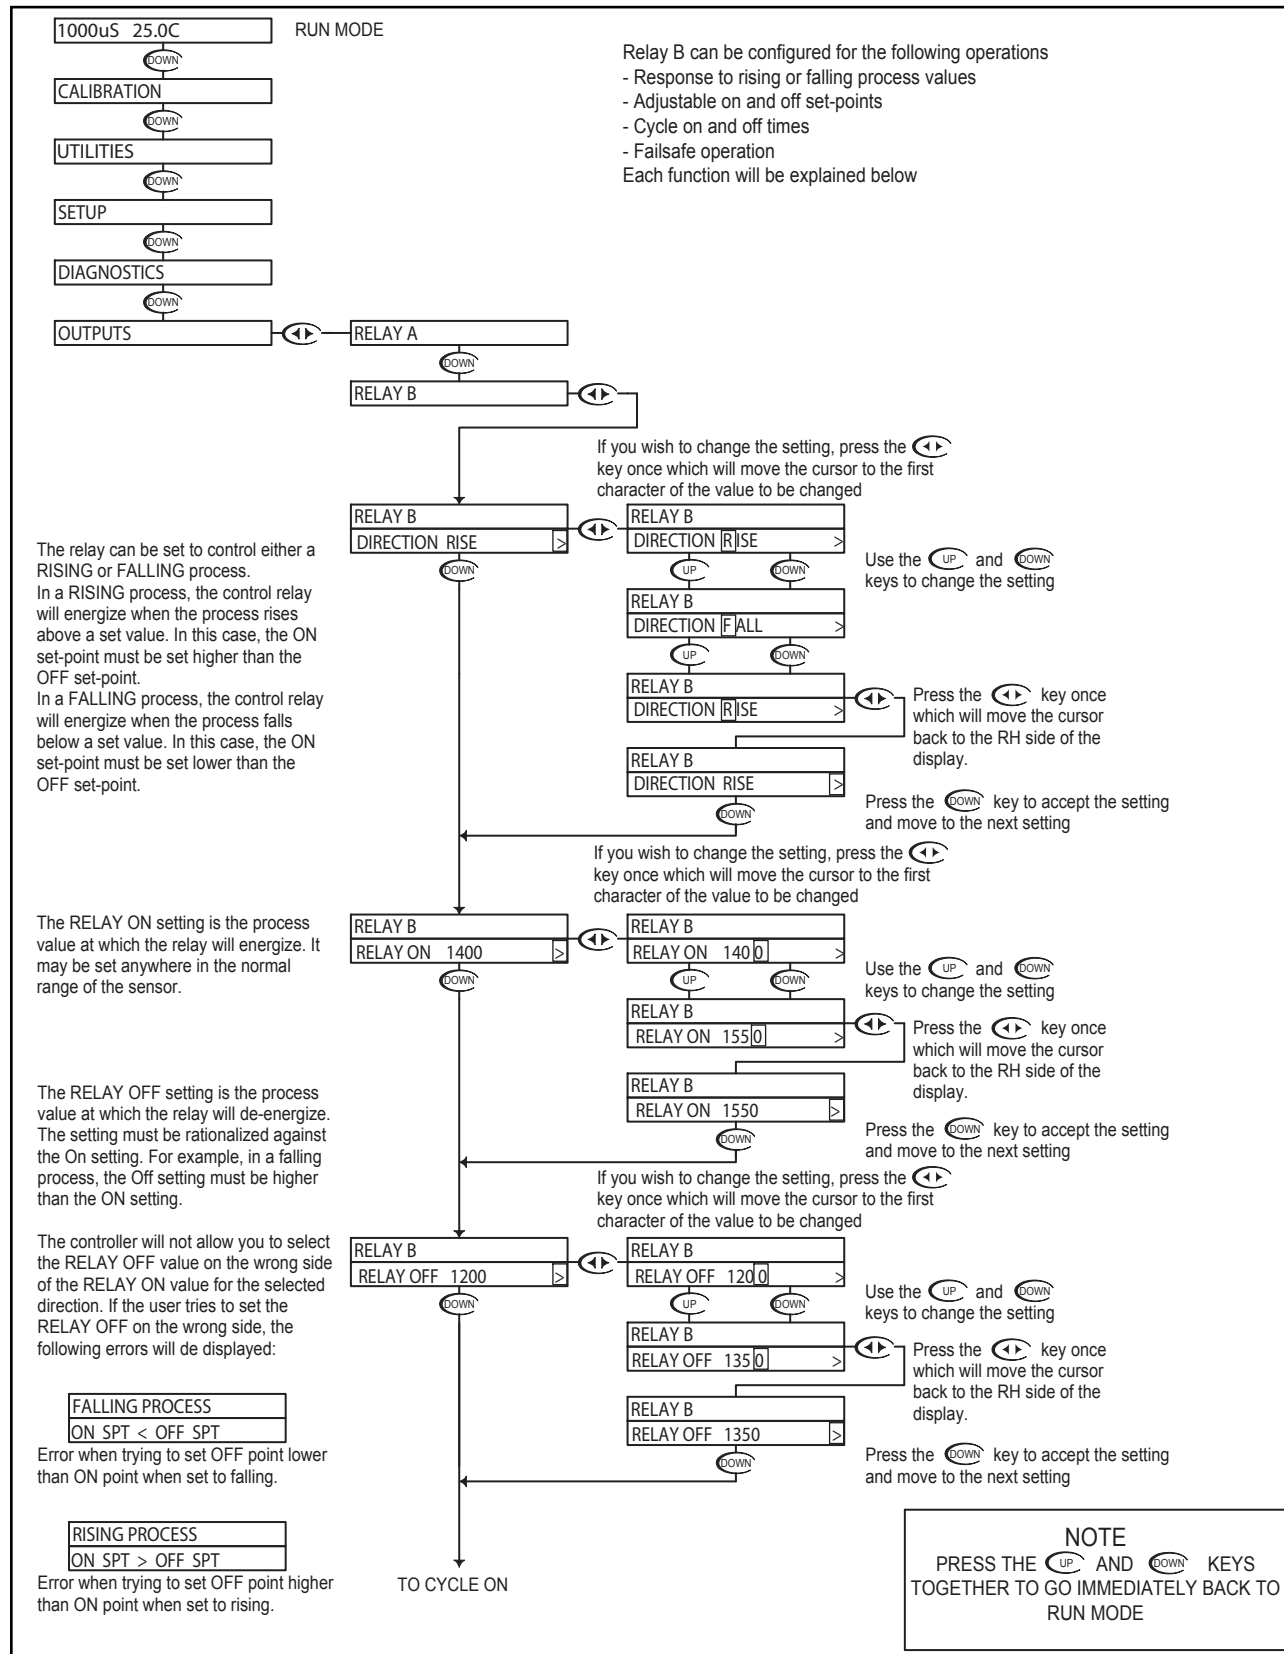 1000uS 25.0C
RUN MODE
DOWN
CALIBRATION
DOWN
UTILITIES
DOWN
SETUP
DOWN
DIAGNOSTICS
DOWN
OUTPUTS
RELAY A
DOWN
RELAY B
Relay B can be configured for the following operations
- Response to rising or falling process values
- Adjustable on and off set-points
- Cycle on and off times
- Failsafe operation
Each function will be explained below
If you wish to change the setting, press the
key once which will move the cursor to the first
character of the value to be changed
The relay can be set to control either a
RISING or FALLING process.
In a RISING process, the control relay
will energize when the process rises
above a set value. In this case, the ON
set-point must be set higher than the
OFF set-point.
In a FALLING process, the control relay
will energize when the process falls
below a set value. In this case, the ON
set-point must be set lower than the
OFF set-point.
RELAY B
DIRECTION RISE >
DOWN
RELAY B
DIRECTION RISE >
UP DOWN
RELAY B
DIRECTION FALL >
UP DOWN
RELAY B
DIRECTION RISE >
RELAY B
DIRECTION RISE >
DOWN
Use the UP and DOWN
keys to change the setting
Press the key once
which will move the cursor
back to the RH side of the
display.
Press the DOWN key to accept the setting
and move to the next setting
If you wish to change the setting, press the
key once which will move the cursor to the first
character of the value to be changed
The RELAY ON setting is the process
value at which the relay will energize. It
may be set anywhere in the normal
range of the sensor.
RELAY B
RELAY ON 1400 >
DOWN
RELAY B
RELAY ON 1400 >
UP DOWN
RELAY B
RELAY ON 1550 >
RELAY B
RELAY ON 1550 >
DOWN
Use the UP and DOWN
keys to change the setting
Press the key once
which will move the cursor
back to the RH side of the
display.
Press the DOWN key to accept the setting
and move to the next setting
The RELAY OFF setting is the process
value at which the relay will de-energize.
The setting must be rationalized against
the On setting. For example, in a falling
process, the Off setting must be higher
than the ON setting.
If you wish to change the setting, press the
key once which will move the cursor to the first
character of the value to be changed
The controller will not allow you to select
the RELAY OFF value on the wrong side
of the RELAY ON value for the selected
direction. If the user tries to set the
RELAY OFF on the wrong side, the
following errors will de displayed:
RELAY B
RELAY OFF 1200 >
DOWN
RELAY B
RELAY OFF 1200 >
UP DOWN
RELAY B
RELAY OFF 1350 >
RELAY B
RELAY OFF 1350 >
DOWN
Use the UP and DOWN
keys to change the setting
Press the key once
which will move the cursor
back to the RH side of the
display.
Press the DOWN key to accept the setting
and move to the next setting
FALLING PROCESS
ON SPT < OFF SPT
Error when trying to set OFF point lower
than ON point when set to falling.
RISING PROCESS
ON SPT > OFF SPT
Error when trying to set OFF point higher
than ON point when set to rising.
TO CYCLE ON
NOTE
PRESS THE UP AND DOWN KEYS
TOGETHER TO GO IMMEDIATELY BACK TO
RUN MODE